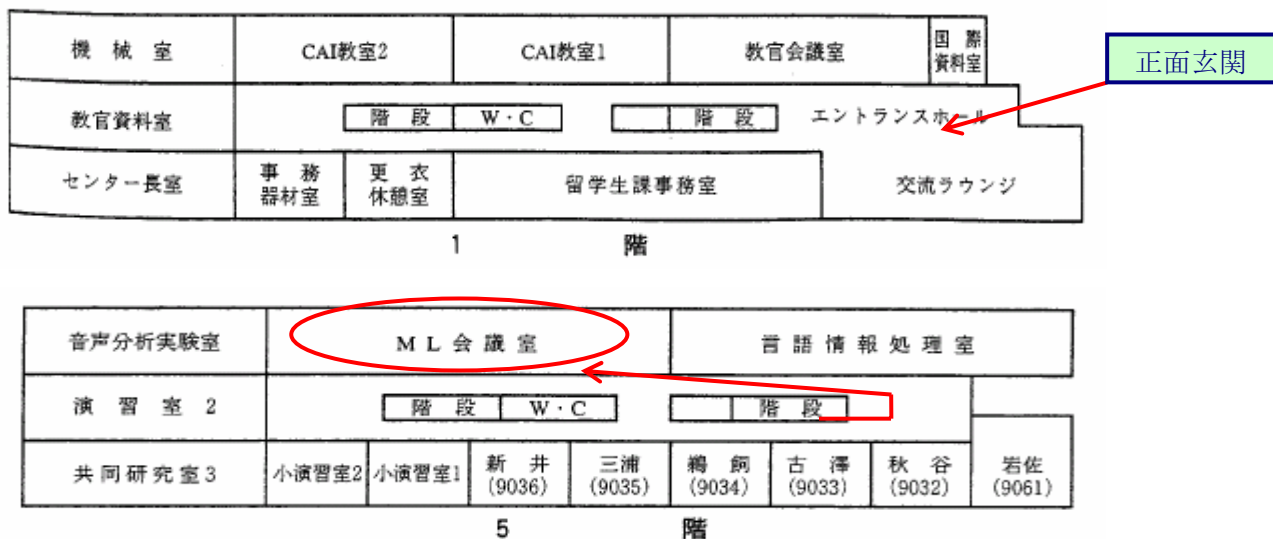 機械室
CAI教室2
CAI教室1
教官会議室
国際
資料室
正面玄関
教官資料室
階段
W・C
階段
エントランスホール
センター長室
事務
器材室
更衣
休憩室
留学生課事務室
交流ラウンジ
1階
音声分析実験室
ML会議室
言語情報処理室
演習室2
階段
W・C
階段
共同研究室3
小演習室2
小演習室1
新井
(9036)
三浦
(9035)
鵜飼
(9034)
古澤
(9033)
秋谷
(9032)
岩佐
(9061)
5階